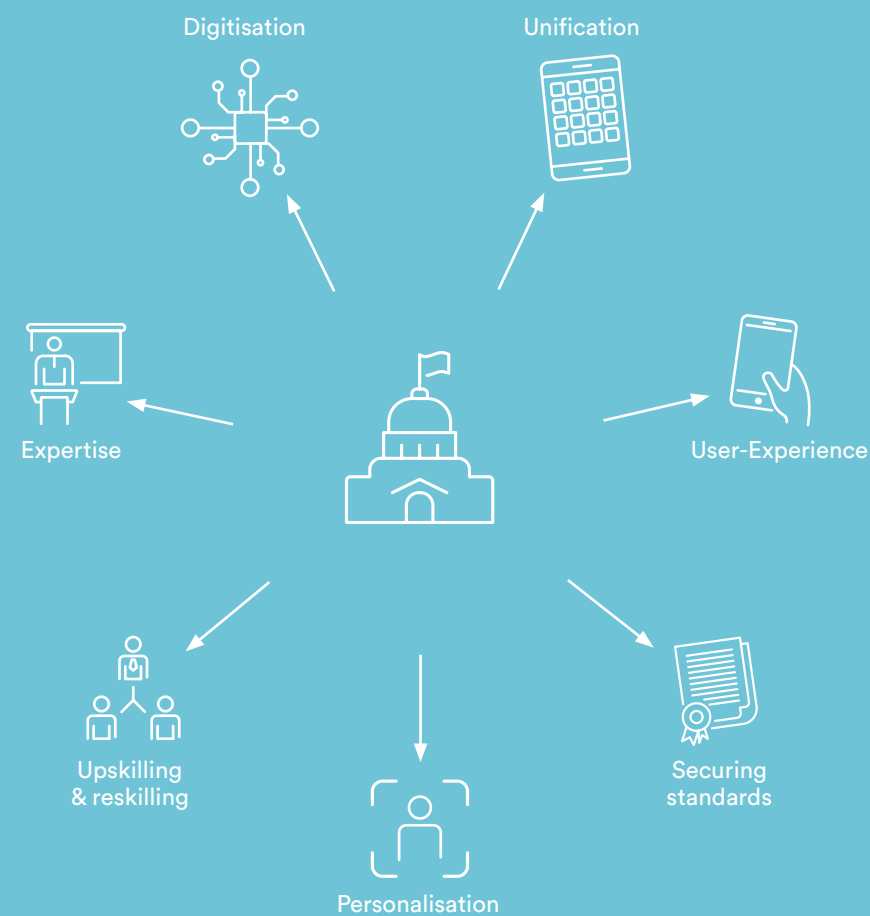 Digitisation
Unification
Expertise
User-Experience
Upskilling
& reskilling
Securing
standards
Personalisation